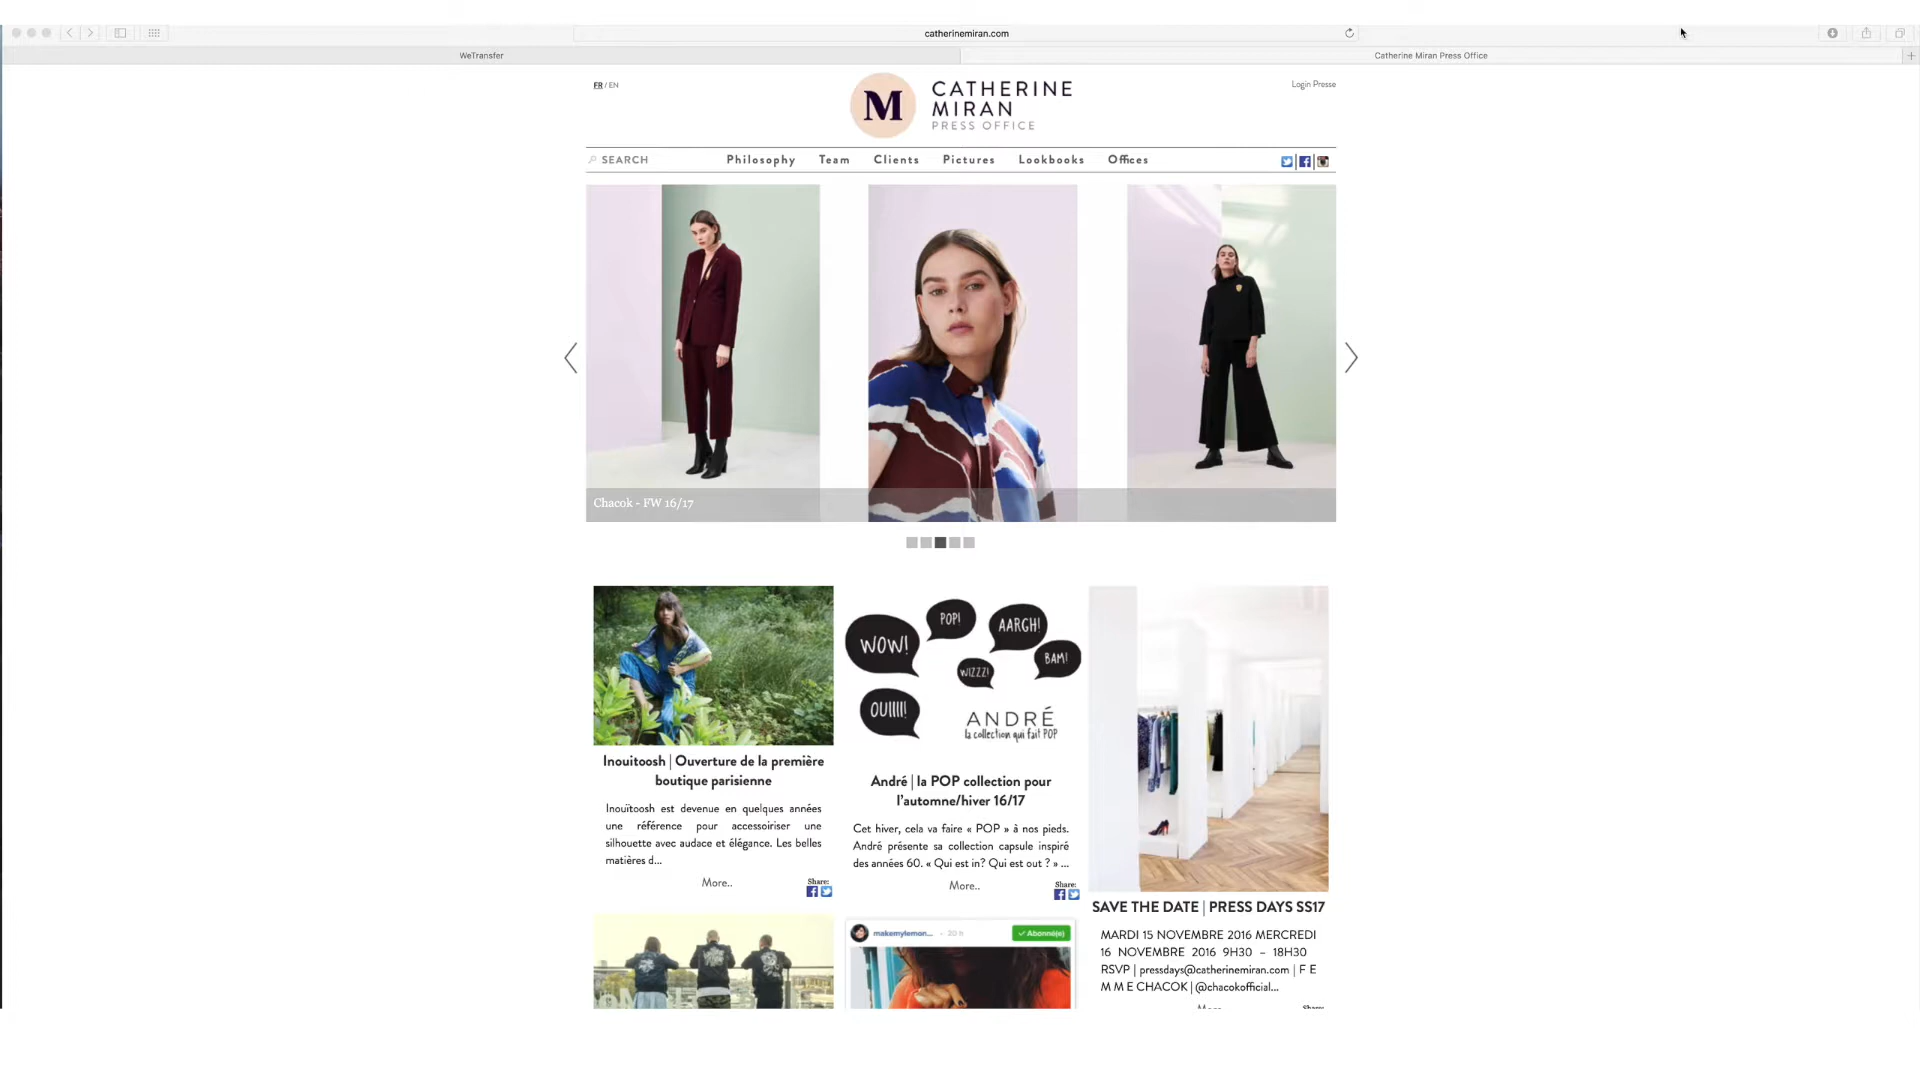 catherinemiran.com
WeTransfer
Catherine Miran Press Office
FR / EN
M
CATHERINE
MIRAN
PRESS OFFICE
Login Presse
SEARCH
Philosophy Team Clients Pictures Lookbooks Offices
Chacok - FW 16/17
Inouitoosh | Ouverture de la première
boutique parisienne
Inouïtoosh est devenue en quelques années
une référence pour accessoiriser une
silhouette avec audace et élégance. Les belles
matières d...
More..
Share:
WOW!
POP!
AARGH!
BAM!
WIZZZ!
OUIIII!
ANDRÉ
la collection qui fait POP
André | la POP collection pour
l'automne/hiver 16/17
Cet hiver, cela va faire « POP » à nos pieds.
André présente sa collection capsule inspiré
des années 60. « Qui est in? Qui est out ? » ...
More..
Share:
SAVE THE DATE | PRESS DAYS SS17
MARDI 15 NOVEMBRE 2016 MERCREDI
16 NOVEMBRE 2016 9H30 – 18H30
RSVP | pressdays@catherinemiran.com | F E
M M E CHACOK | @chacokofficial...
More..
Share:
makemylemon... • 20 h
Abonné(e)